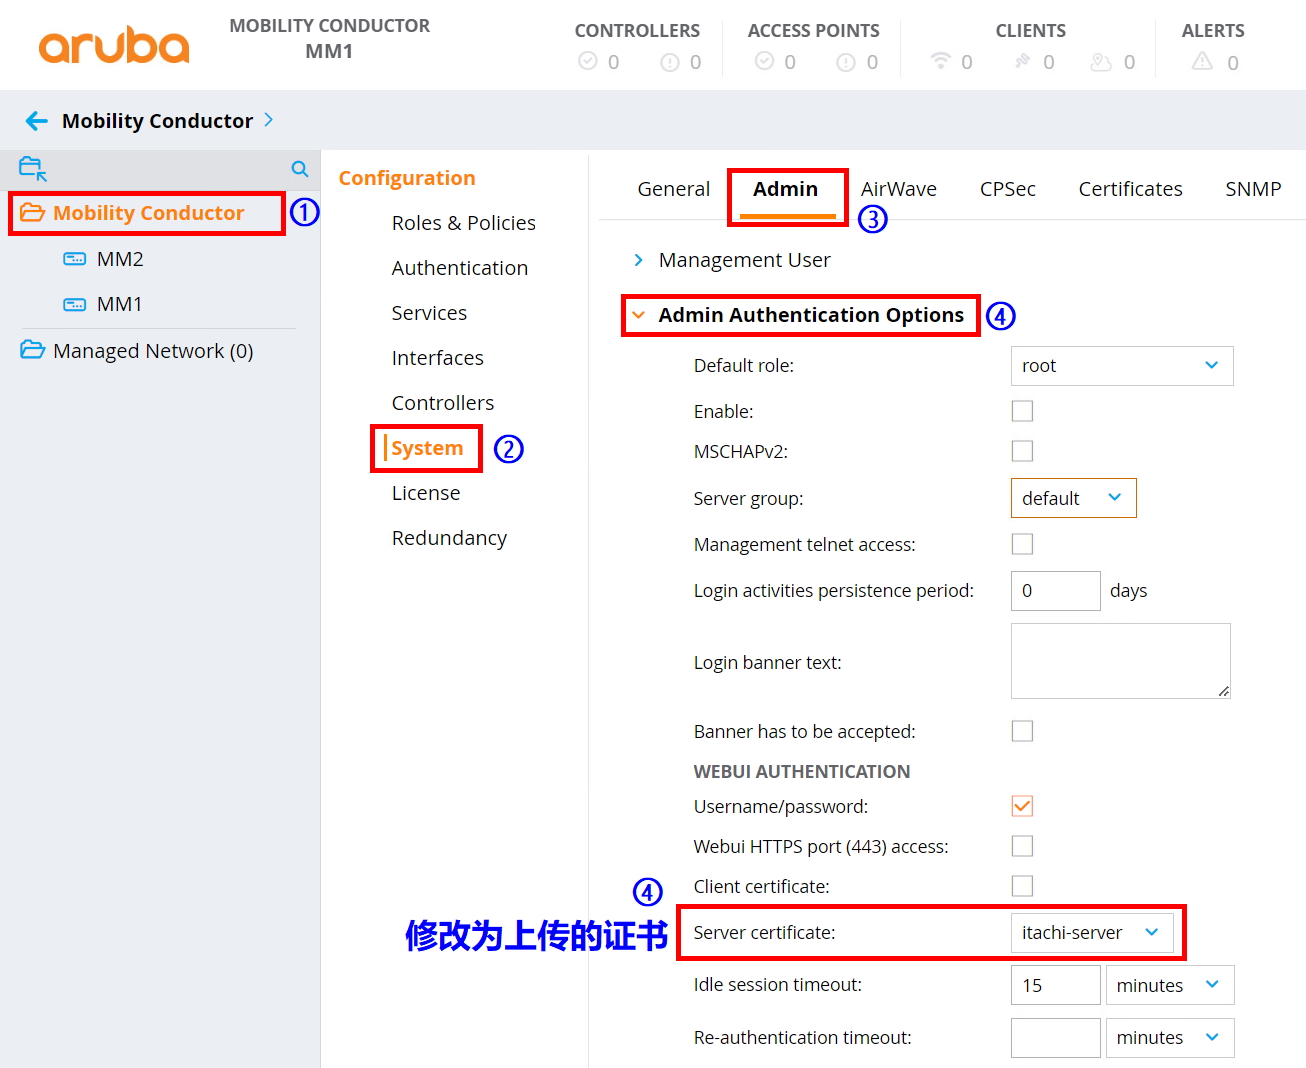 aruba
MOBILITY CONDUCTOR
MM1
CONTROLLERS
0 0
ACCESS POINTS
0 0
CLIENTS
0 0 0
ALERTS
0
Mobility Conductor
Mobility Conductor ①
MM2
MM1
Managed Network (0)
Configuration
Roles & Policies
Authentication
Services
Interfaces
Controllers
System ②
License
Redundancy
General Admin AirWave CPSec Certificates SNMP
③
Management User
Admin Authentication Options ④
Default role: root
Enable:
MSCHAPv2:
Server group: default
Management telnet access:
Login activities persistence period: 0 days
Login banner text:
Banner has to be accepted:
WEBUI AUTHENTICATION
Username/password:
Webui HTTPS port (443) access:
Client certificate:
④
修改为上传的证书 Server certificate: itachi-server
Idle session timeout: 15 minutes
Re-authentication timeout: minutes